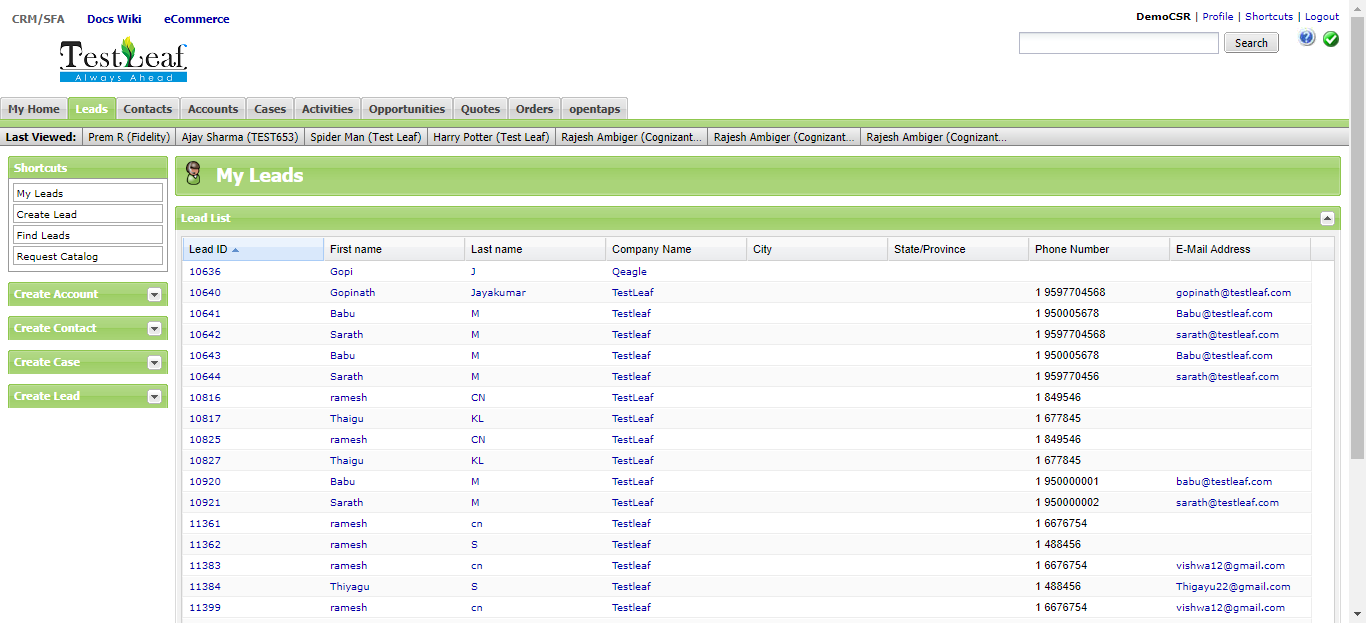 CRM/SFA Docs Wiki eCommerce
DemoCSR | Profile | Shortcuts | Logout
TestLeaf
Always Ahead
Search
My Home Leads Contacts Accounts Cases Activities Opportunities Quotes Orders opentaps
Last Viewed: Prem R (Fidelity) Ajay Sharma (TEST653) Spider Man (Test Leaf) Harry Potter (Test Leaf) Rajesh Ambiger (Cognizant... Rajesh Ambiger (Cognizant... Rajesh Ambiger (Cognizant...
Shortcuts
My Leads
Create Lead
Find Leads
Request Catalog
Create Account
Create Contact
Create Case
Create Lead
My Leads
Lead List
Lead ID First name Last name Company Name City State/Province Phone Number E-Mail Address
10636 Gopi J Qeagle
10640 Gopinath Jayakumar TestLeaf 1 9597704568 gopinath@testleaf.com
10641 Babu M Testleaf 1 950005678 Babu@testleaf.com
10642 Sarath M Testleaf 1 9597704568 sarath@testleaf.com
10643 Babu M Testleaf 1 950005678 Babu@testleaf.com
10644 Sarath M Testleaf 1 959770456 sarath@testleaf.com
10816 ramesh CN TestLeaf 1 849546
10817 Thaigu KL TestLeaf 1 677845
10825 ramesh CN TestLeaf 1 849546
10827 Thaigu KL TestLeaf 1 677845
10920 Babu M TestLeaf 1 950000001 babu@testleaf.com
10921 Sarath M TestLeaf 1 950000002 sarath@testleaf.com
11361 ramesh cn Testleaf 1 6676754
11362 ramesh S Testleaf 1 488456
11383 ramesh cn Testleaf 1 6676754 vishwa12@gmail.com
11384 Thiyagu S Testleaf 1 488456 Thigayu22@gmail.com
11399 ramesh cn Testleaf 1 6676754 vishwa12@gmail.com